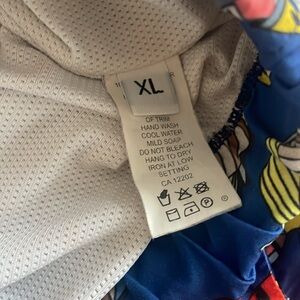 XL
OF TRIM
HAND WASH
COOL WATER
MILD SOAP
DO NOT BLEACH
HANG TO DRY
IRON AT LOW
SETTING
CA 12202